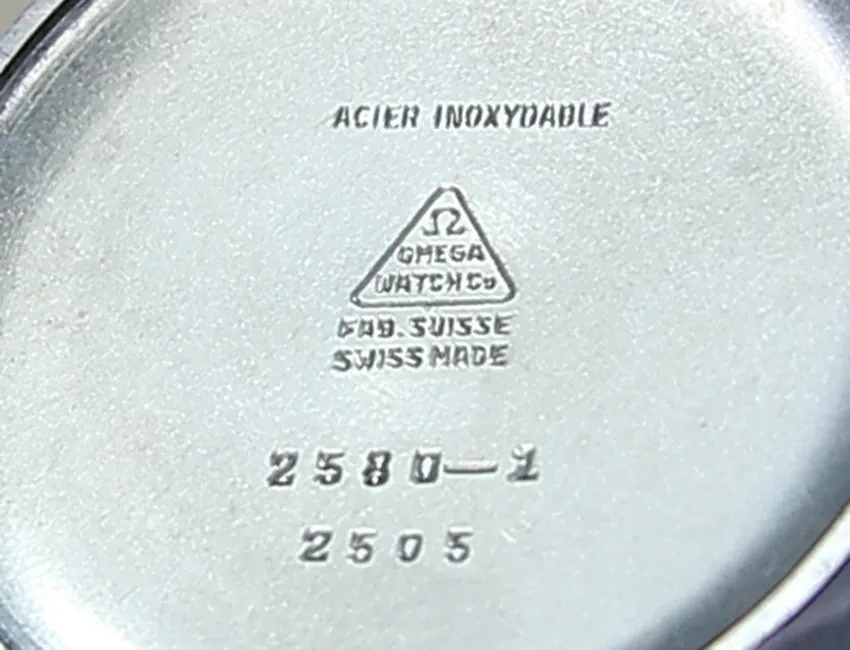 ACIER INOXYDABLE
Ω
OMEGA
WATCH Co
FAB. SUISSE
SWISS MADE
2580-1
2505